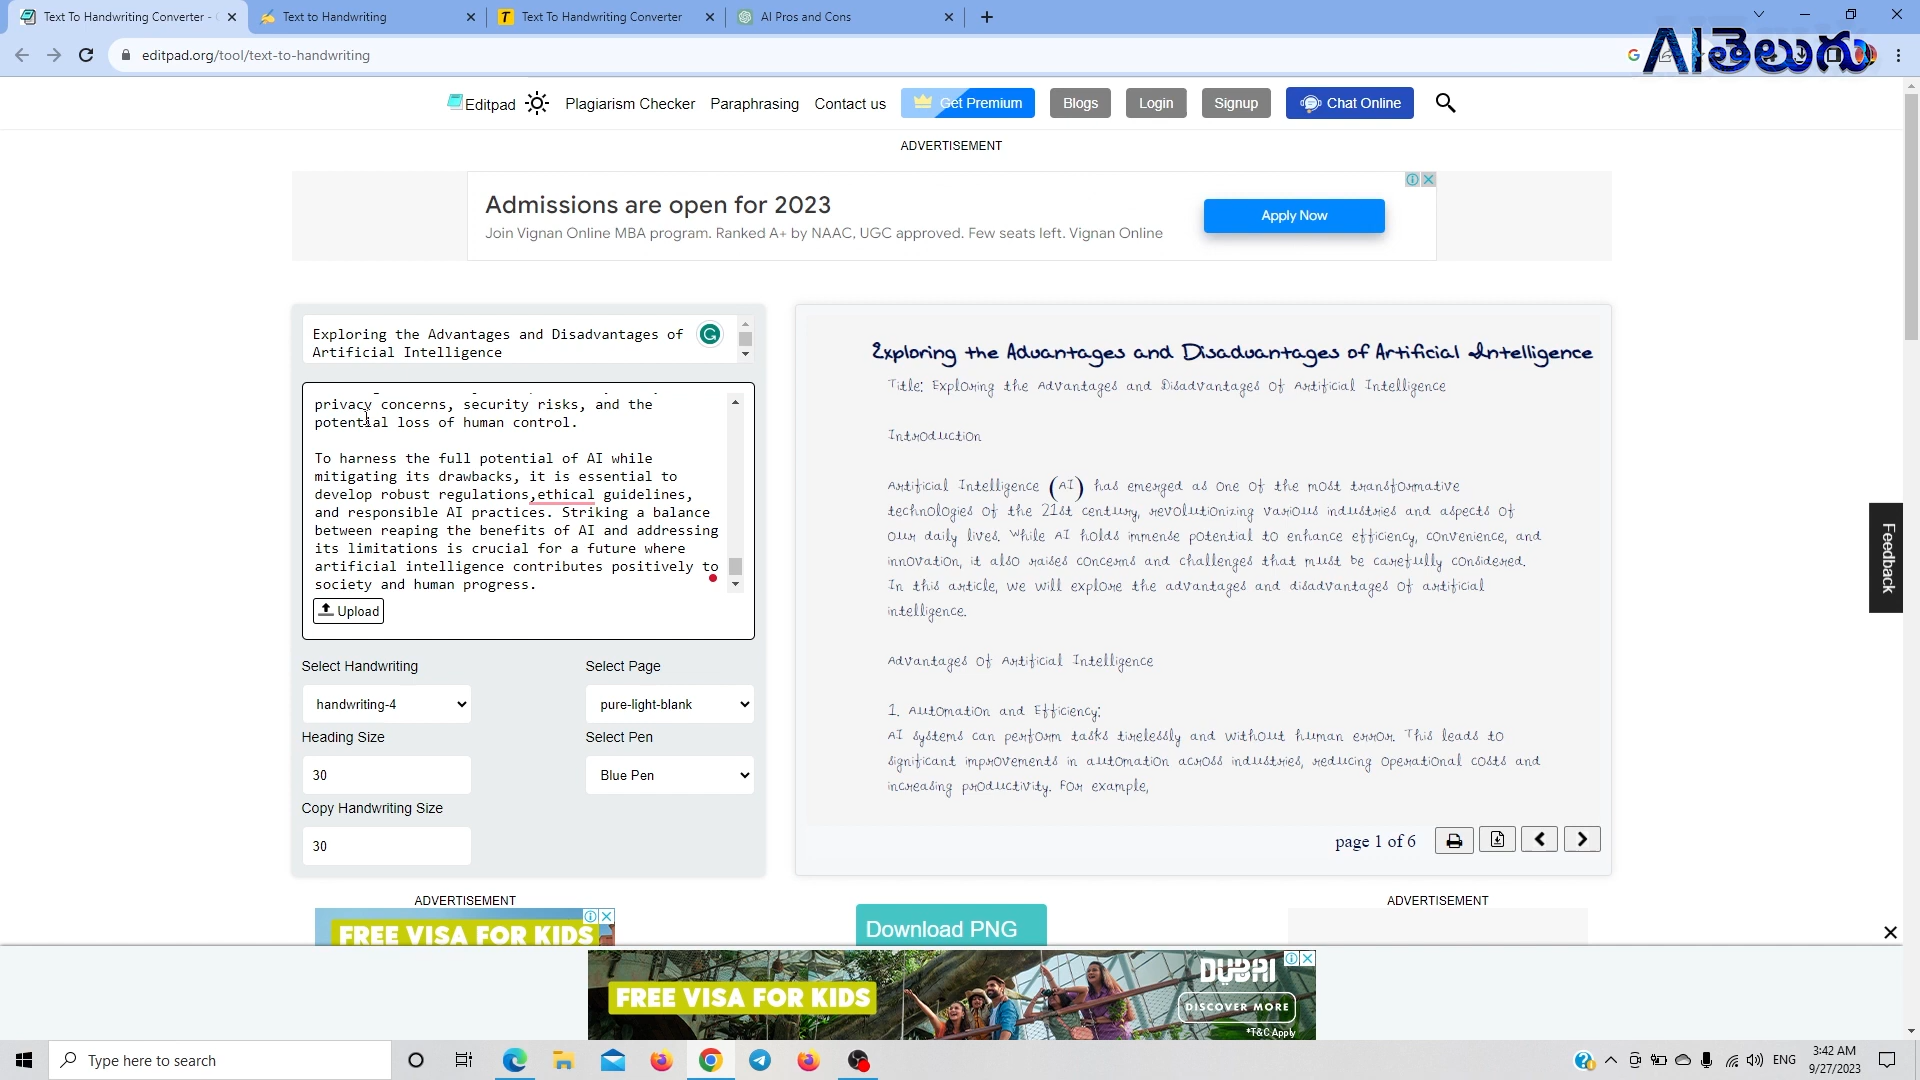 Text To Handwriting Converter -
Text to Handwriting
Text To Handwriting Converter
AI Pros and Cons
editpad.org/tool/text-to-handwriting
AIతెలుగు
Editpad
Plagiarism Checker
Paraphrasing
Contact us
Get Premium
Blogs
Login
Signup
Chat Online
ADVERTISEMENT
Admissions are open for 2023
Join Vignan Online MBA program. Ranked A+ by NAAC, UGC approved. Few seats left. Vignan Online
Apply Now
Exploring the Advantages and Disadvantages of
Artificial Intelligence
privacy concerns, security risks, and the
potential loss of human control.
To harness the full potential of AI while
mitigating its drawbacks, it is essential to
develop robust regulations,ethical guidelines,
and responsible AI practices. Striking a balance
between reaping the benefits of AI and addressing
its limitations is crucial for a future where
artificial intelligence contributes positively to
society and human progress.
Upload
Select Handwriting
Select Page
handwriting-4
pure-light-blank
Heading Size
Select Pen
30
Blue Pen
Copy Handwriting Size
30
Exploring the Advantages and Disadvantages of Artificial Intelligence
Title: Exploring the Advantages and Disadvantages of Artificial Intelligence
Introduction
Artificial Intelligence (AI) has emerged as one of the most transformative
technologies of the 21st century, revolutionizing various industries and aspects of
our daily lives. While AI holds immense potential to enhance efficiency, convenience, and
innovation, it also raises concerns and challenges that must be carefully considered.
In this article, we will explore the advantages and disadvantages of artificial
intelligence.
Advantages of Artificial Intelligence
1. Automation and Efficiency:
AI systems can perform tasks tirelessly and without human error. This leads to
significant improvements in automation across industries, reducing operational costs and
increasing productivity. For example,
page 1 of 6
Feedback
ADVERTISEMENT
ADVERTISEMENT
FREE VISA FOR KIDS
Download PNG
FREE VISA FOR KIDS
DUBAI
DISCOVER MORE
*T&C Apply
Type here to search
ENG
3:42 AM
9/27/2023